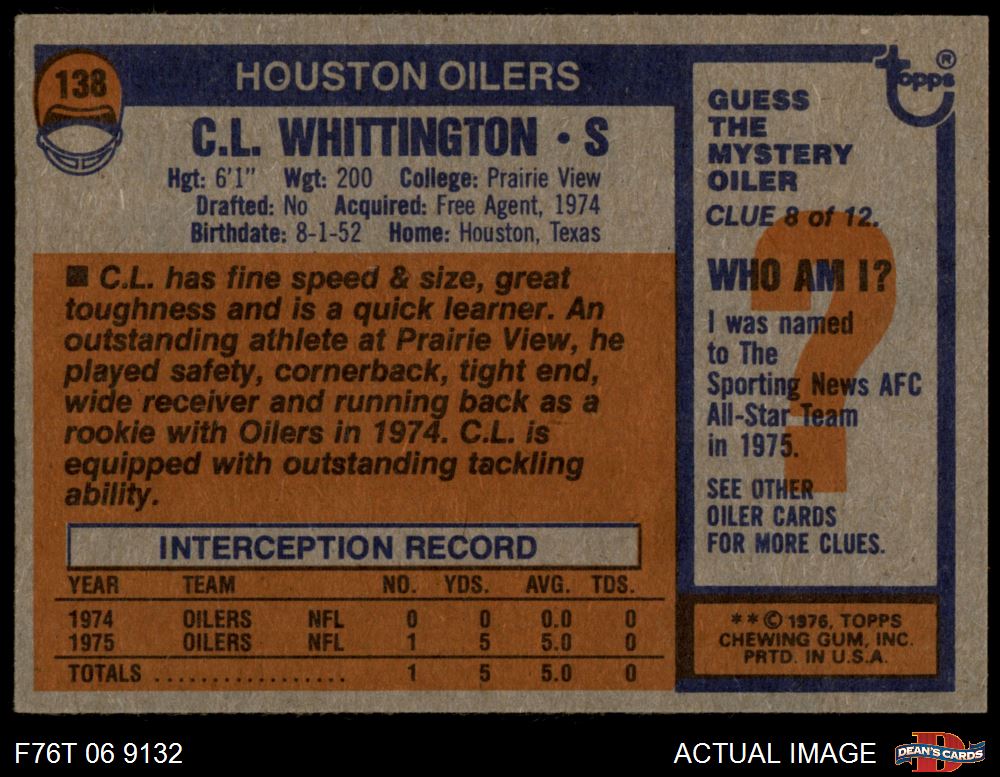 138
HOUSTON OILERS
C.L. WHITTINGTON • S
Hgt: 6'1" Wgt: 200 College: Prairie View
Drafted: No Acquired: Free Agent, 1974
Birthdate: 8-1-52 Home: Houston, Texas
■ C.L. has fine speed & size, great
toughness and is a quick learner. An
outstanding athlete at Prairie View, he
played safety, cornerback, tight end,
wide receiver and running back as a
rookie with Oilers in 1974. C.L. is
equipped with outstanding tackling
ability.
INTERCEPTION RECORD
YEAR TEAM NO. YDS. AVG. TDS.
1974 OILERS NFL 0 0 0.0 0
1975 OILERS NFL 1 5 5.0 0
TOTALS ................. 1 5 5.0 0
topps ®
GUESS
THE
MYSTERY
OILER
CLUE 8 of 12.
?
WHO AM I?
I was named
to The
Sporting News AFC
All-Star Team
in 1975.
SEE OTHER
OILER CARDS
FOR MORE CLUES.
**© 1976, TOPPS
CHEWING GUM, INC.
PRTD. IN U.S.A.
F76T 06 9132
ACTUAL IMAGE
D
DEAN'S CARDS